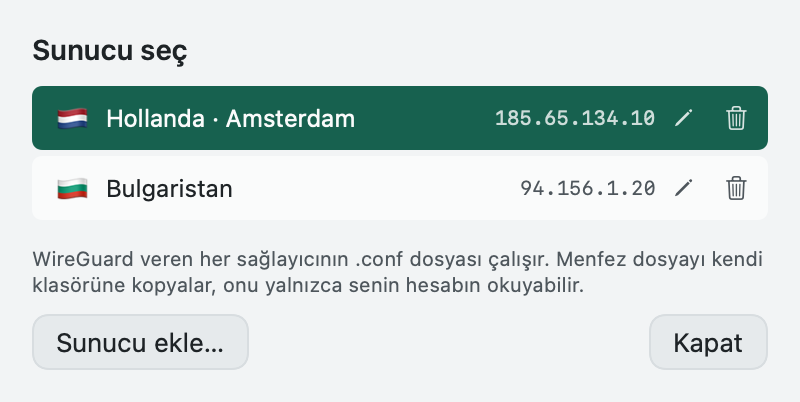 Sunucu seç
Hollanda · Amsterdam 185.65.134.10
Bulgaristan 94.156.1.20
WireGuard veren her sağlayıcının .conf dosyası çalışır. Menfez dosyayı kendi
klasörüne kopyalar, onu yalnızca senin hesabın okuyabilir.
Sunucu ekle... Kapat